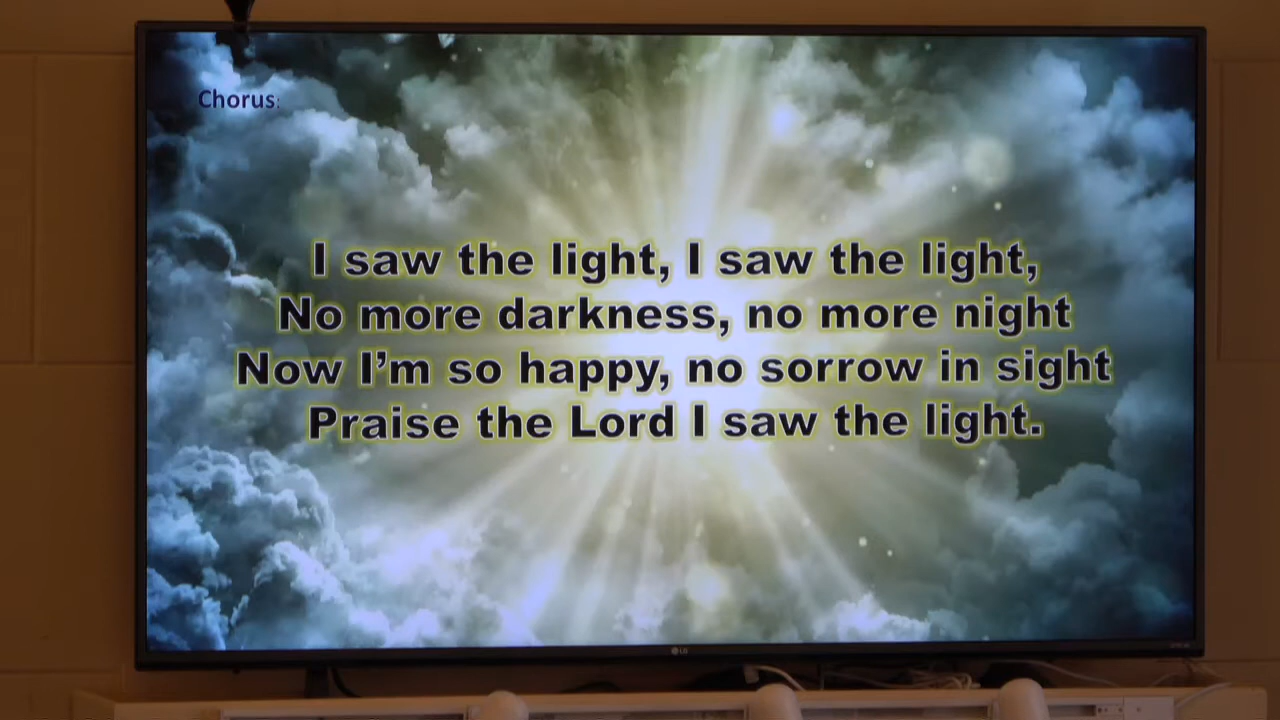 Chorus:
I saw the light, I saw the light,
No more darkness, no more night
Now I’m so happy, no sorrow in sight
Praise the Lord I saw the light.
LG